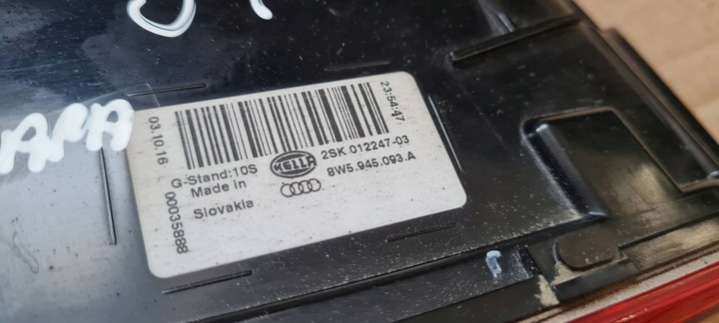 ARA
03.10.16
23:54:47
G-Stand:10S
HELLA
2SK 012247-03
Made in
8W5.945.093.A
Slovakia
00035888